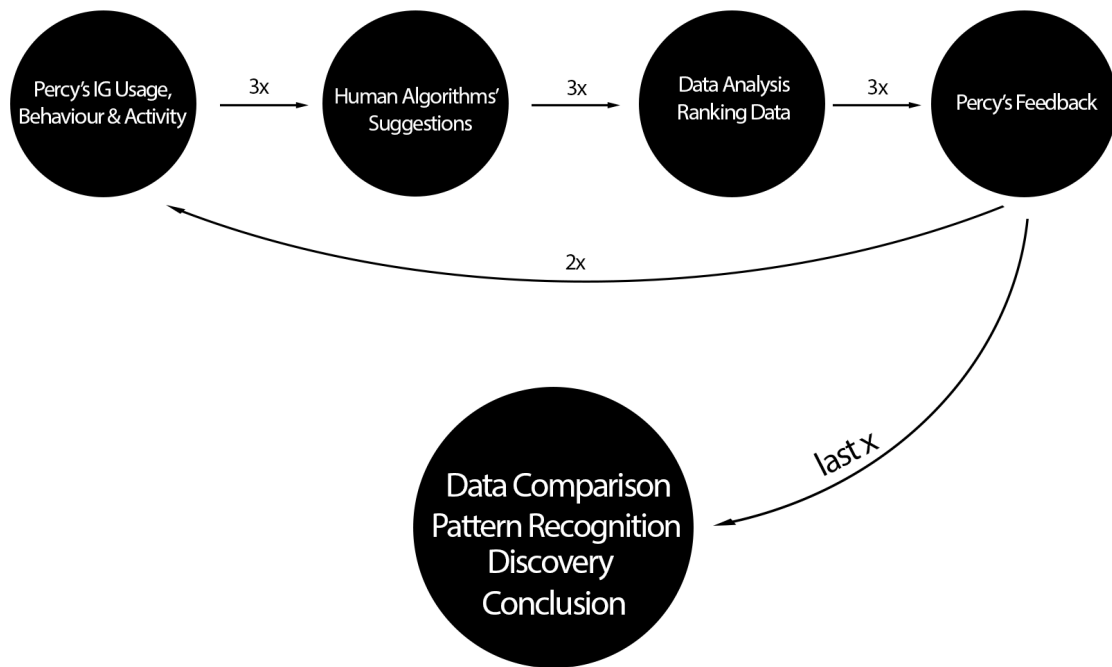 Percy's IG Usage,
Behaviour & Activity
3x
Human Algorithms'
Suggestions
3x
Data Analysis
Ranking Data
3x
Percy's Feedback
2x
last x
Data Comparison
Pattern Recognition
Discovery
Conclusion